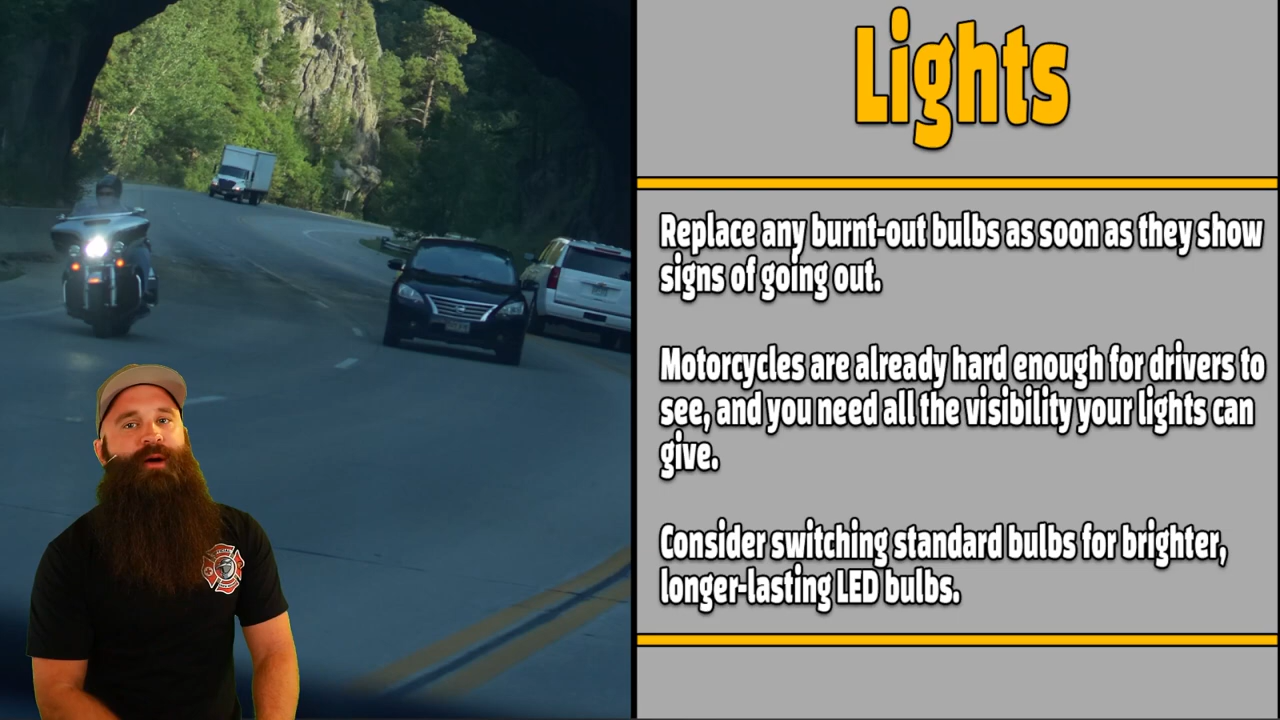 Lights
Replace any burnt-out bulbs as soon as they show
signs of going out.
Motorcycles are already hard enough for drivers to
see, and you need all the visibility your lights can
give.
Consider switching standard bulbs for brighter,
longer-lasting LED bulbs.